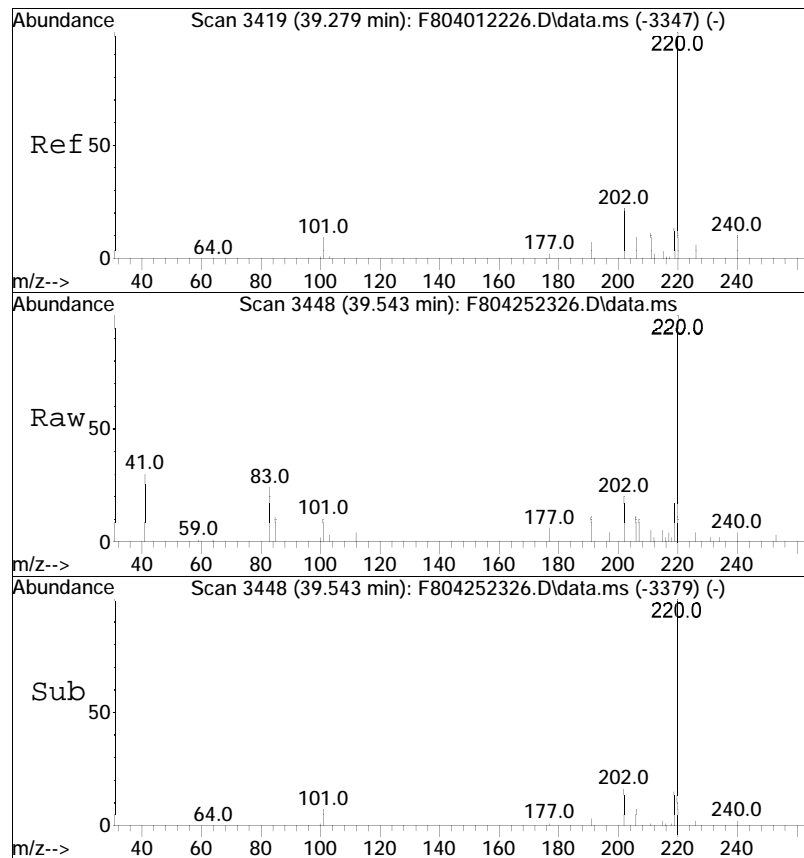 Abundance Scan 3419 (39.279 min): F804012226.D\data.ms (-3347) (-)
220.0
Ref 50
202.0
101.0 240.0
64.0 177.0
0
m/z--> 40 60 80 100 120 140 160 180 200 220 240
Abundance Scan 3448 (39.543 min): F804252326.D\data.ms
220.0
Raw 50
41.0
83.0 202.0
101.0
59.0 177.0 240.0
0
m/z--> 40 60 80 100 120 140 160 180 200 220 240
Abundance Scan 3448 (39.543 min): F804252326.D\data.ms (-3379) (-)
220.0
Sub 50
202.0
101.0
64.0 177.0 240.0
0
m/z--> 40 60 80 100 120 140 160 180 200 220 240